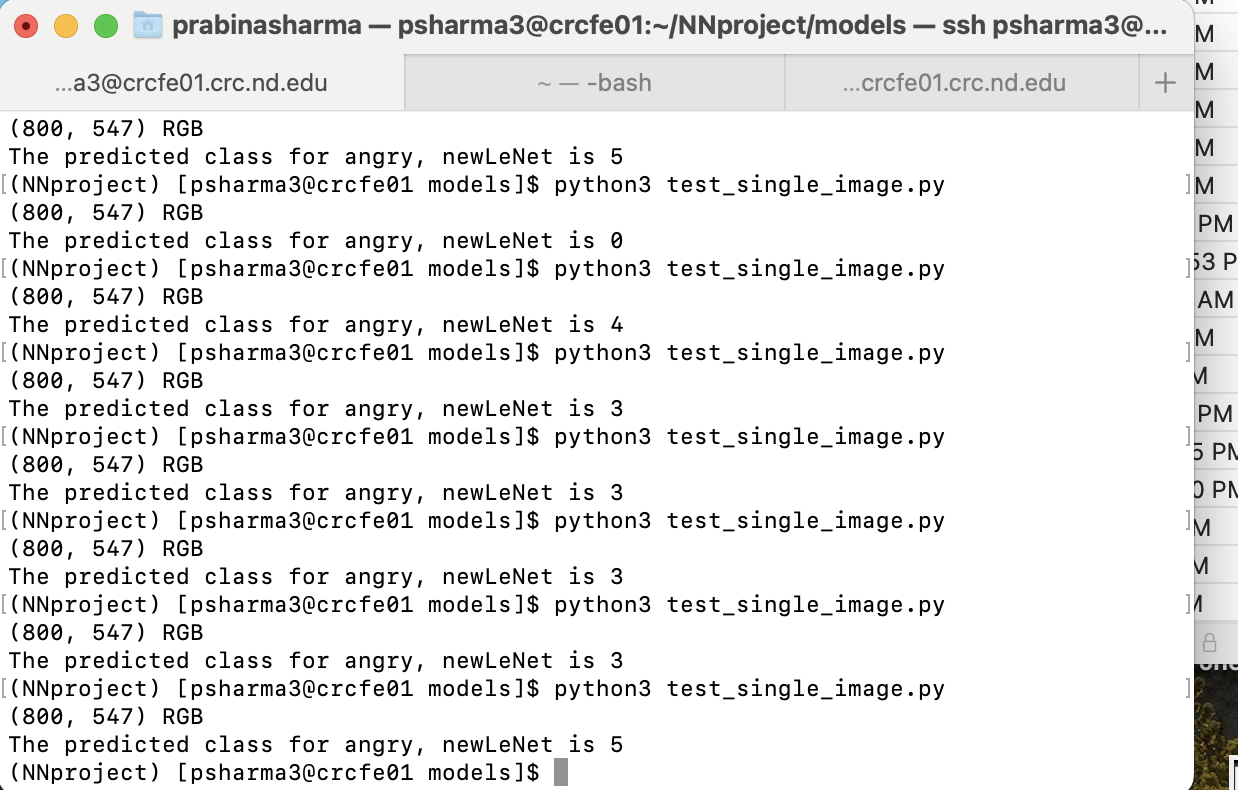 prabinasharma — psharma3@crcfe01:~/NNproject/models — ssh psharma3@...
...a3@crcfe01.crc.nd.edu
~ — -bash
...crcfe01.crc.nd.edu
+
(800, 547) RGB
The predicted class for angry, newLeNet is 5
[(NNproject) [psharma3@crcfe01 models]$ python3 test_single_image.py ]
(800, 547) RGB
The predicted class for angry, newLeNet is 0
[(NNproject) [psharma3@crcfe01 models]$ python3 test_single_image.py ]
(800, 547) RGB
The predicted class for angry, newLeNet is 4
[(NNproject) [psharma3@crcfe01 models]$ python3 test_single_image.py ]
(800, 547) RGB
The predicted class for angry, newLeNet is 3
[(NNproject) [psharma3@crcfe01 models]$ python3 test_single_image.py ]
(800, 547) RGB
The predicted class for angry, newLeNet is 3
[(NNproject) [psharma3@crcfe01 models]$ python3 test_single_image.py ]
(800, 547) RGB
The predicted class for angry, newLeNet is 3
[(NNproject) [psharma3@crcfe01 models]$ python3 test_single_image.py ]
(800, 547) RGB
The predicted class for angry, newLeNet is 3
[(NNproject) [psharma3@crcfe01 models]$ python3 test_single_image.py ]
(800, 547) RGB
The predicted class for angry, newLeNet is 5
(NNproject) [psharma3@crcfe01 models]$
M
M
M
M
M
PM
53 P
AM
M
M
PM
5 PM
0 PM
M
M